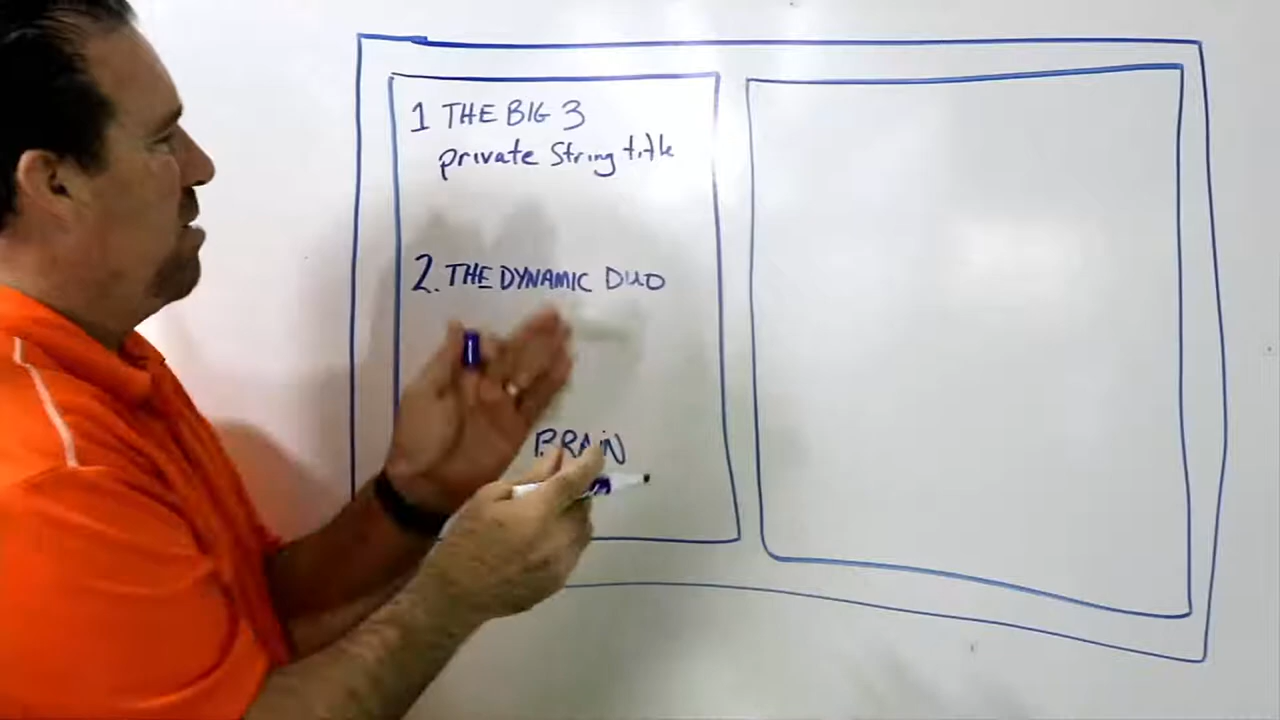 1 THE BIG 3
private String title
2. THE DYNAMIC DUO
BRAIN